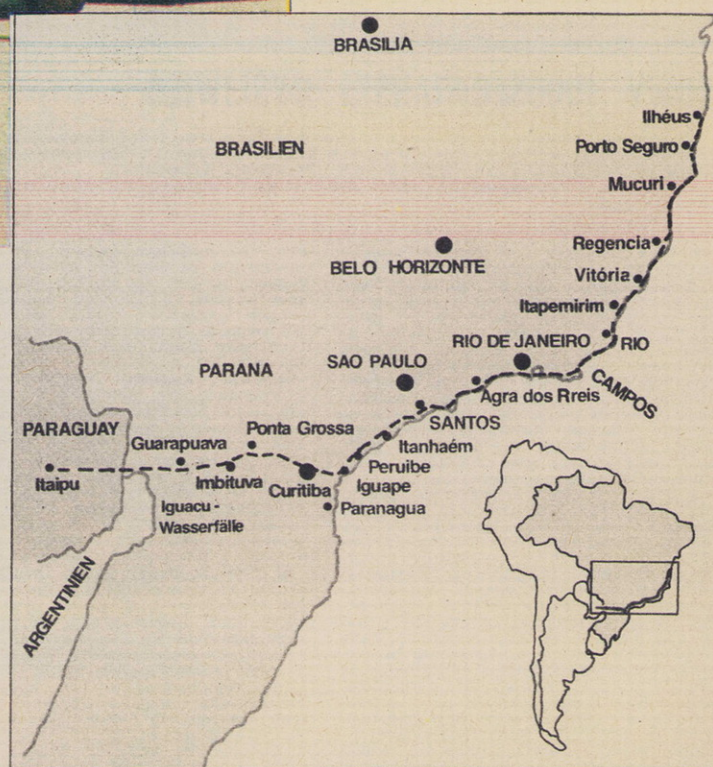 BRASILIA
Ilhéus
BRASILIEN
Porto Seguro
Mucuri
Regencia
BELO HORIZONTE
Vitória
Itapemirim
RIO DE JANEIRO
RIO
CAMPOS
PARANA
SAO PAULO
Agra dos Rreis
SANTOS
PARAGUAY
Ponta Grossa
Guarapuava
Itanhaém
Peruibe
Itaipu
Imbituva
Curitiba
Iguape
Iguacu-
Wasserfälle
Paranagua
ARGENTINIEN